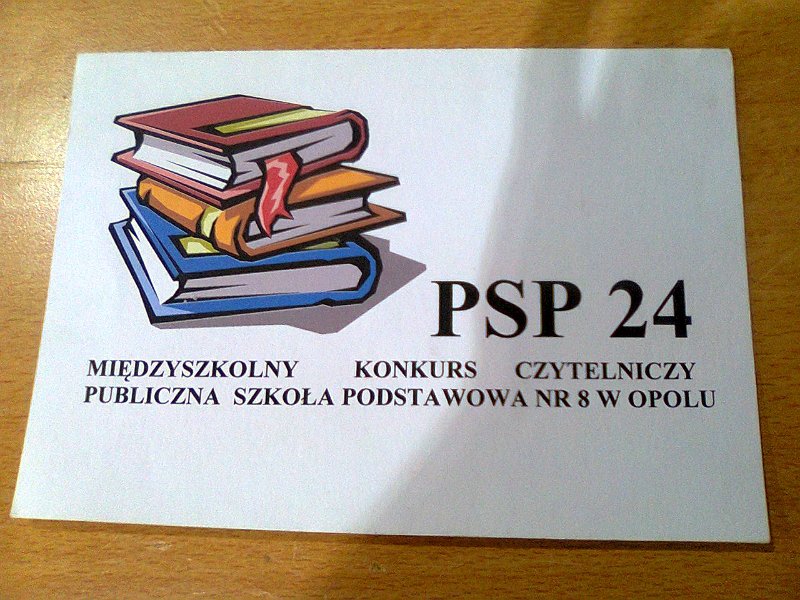 PSP 24
MIĘDZYSZKOLNY KONKURS CZYTELNICZY
PUBLICZNA SZKOŁA PODSTAWOWA NR 8 W OPOLU